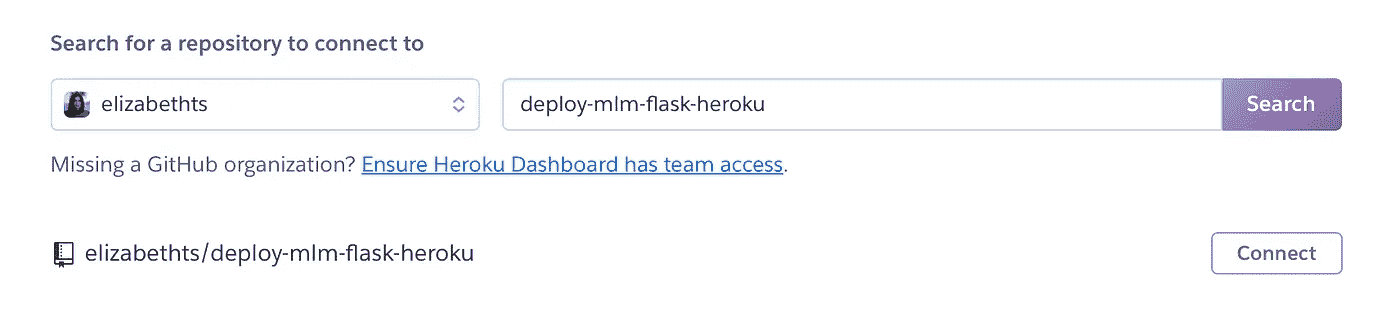 Search for a repository to connect to
elizabethts deploy-mlm-flask-heroku Search
Missing a GitHub organization? Ensure Heroku Dashboard has team access.
elizabethts/deploy-mlm-flask-heroku Connect